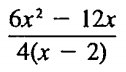 6x² − 12x
4(x − 2)